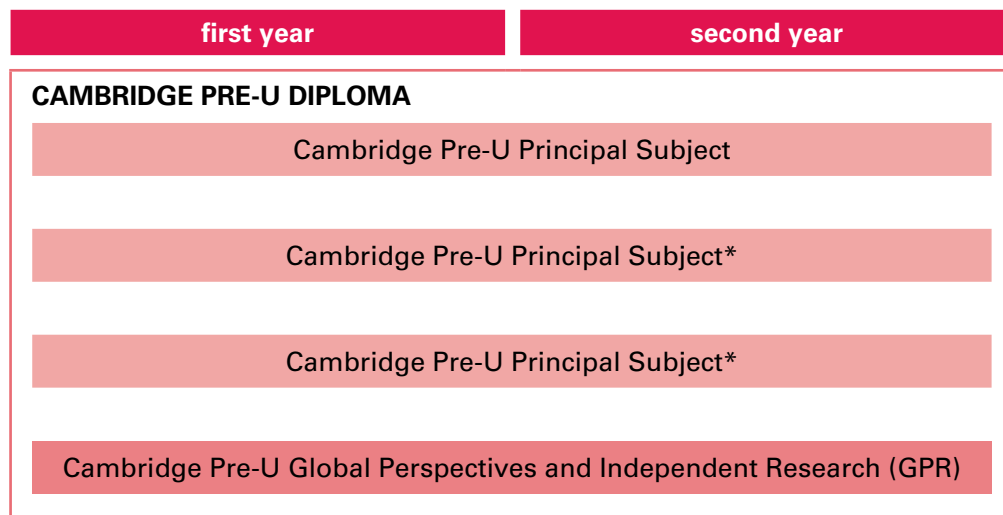 first year
second year
CAMBRIDGE PRE-U DIPLOMA
Cambridge Pre-U Principal Subject
Cambridge Pre-U Principal Subject*
Cambridge Pre-U Principal Subject*
Cambridge Pre-U Global Perspectives and Independent Research (GPR)